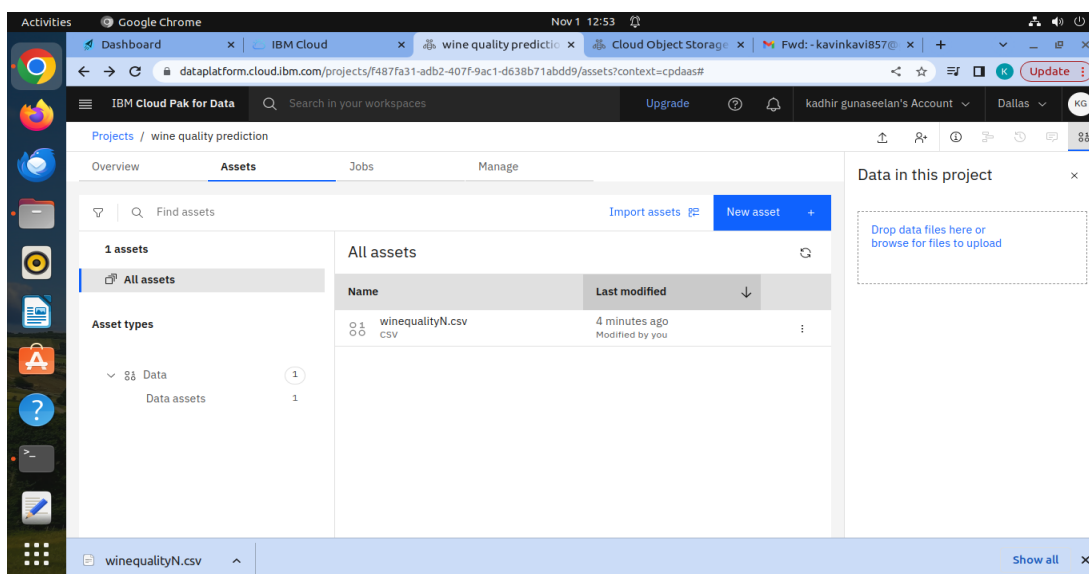 Activities Google Chrome Nov 1 12:53
Dashboard IBM Cloud wine quality predictio Cloud Object Storage Fwd: - kavinkavi857@
dataplatform.cloud.ibm.com/projects/f487fa31-adb2-407f-9ac1-d638b71abdd9/assets?context=cpdaas# K Update
IBM Cloud Pak for Data Search in your workspaces Upgrade kadhir gunaseelan's Account Dallas KG
Projects / wine quality prediction
Overview Assets Jobs Manage
Data in this project
Find assets Import assets New asset +
Drop data files here or
browse for files to upload
1 assets
All assets
All assets
Name Last modified
Asset types
winequalityN.csv 4 minutes ago
CSV Modified by you
Data 1
Data assets 1
winequalityN.csv Show all